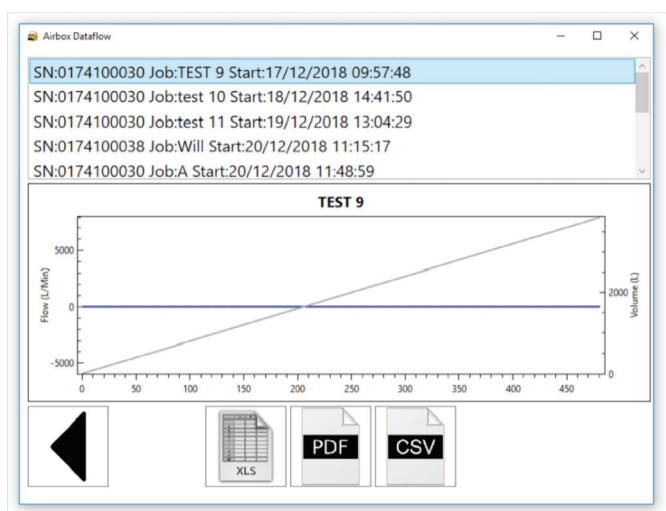 Airbox Dataflow
SN:0174100030 Job:TEST 9 Start:17/12/2018 09:57:48
SN:0174100030 Job:test 10 Start:18/12/2018 14:41:50
SN:0174100030 Job:test 11 Start:19/12/2018 13:04:29
SN:0174100038 Job:Will Start:20/12/2018 11:15:17
SN:0174100030 Job:A Start:20/12/2018 11:48:59
TEST 9
Flow (L/Min)
5000
0
-5000
2000
0
Volume (L)
0 50 100 150 200 250 300 350 400 450
XLS
PDF
CSV